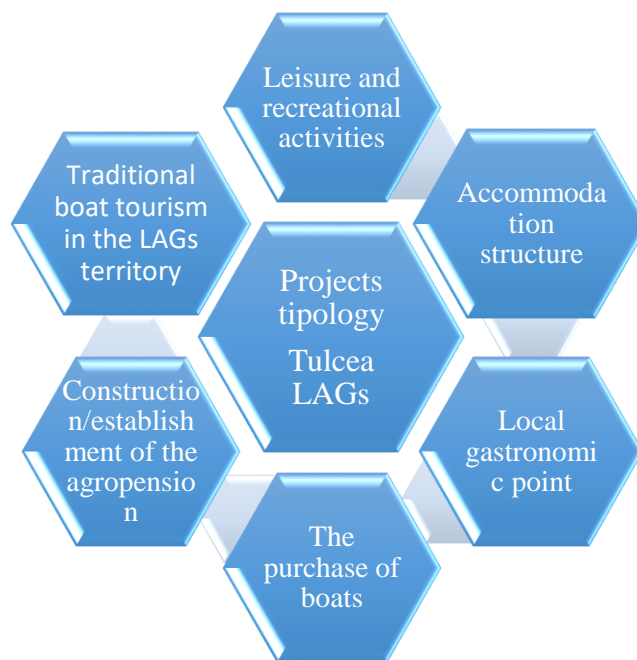 Leisure and
recreational
activities
Traditional
boat tourism
in the LAGs
territory
Accommoda
tion
structure
Projects
tipology
Tulcea
LAGs
Constructio
n/establish
ment of the
agropensio
n
Local
gastronomi
c point
The
purchase of
boats